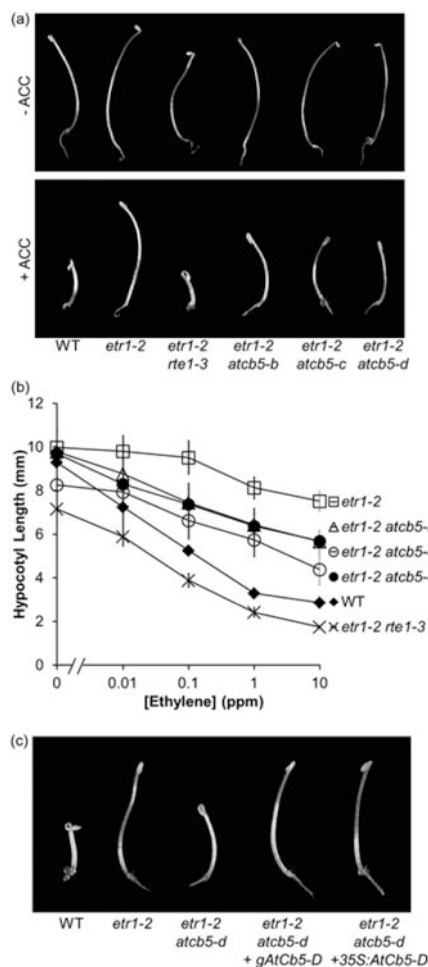 (a)
- ACC
+ ACC
WT
etr1-2
etr1-2
rte1-3
etr1-2
atcb5-b
etr1-2
atcb5-c
etr1-2
atcb5-d
(b)
Hypocotyl Length (mm)
12
10
8
6
4
2
0
0
0.01
0.1
1
10
[Ethylene] (ppm)
etr1-2
etr1-2 atcb5-
etr1-2 atcb5-
etr1-2 atcb5-
WT
etr1-2 rte1-3
(c)
WT
etr1-2
etr1-2
atcb5-d
etr1-2
atcb5-d
+ gAtCb5-D
etr1-2
atcb5-d
+35S:AtCb5-D